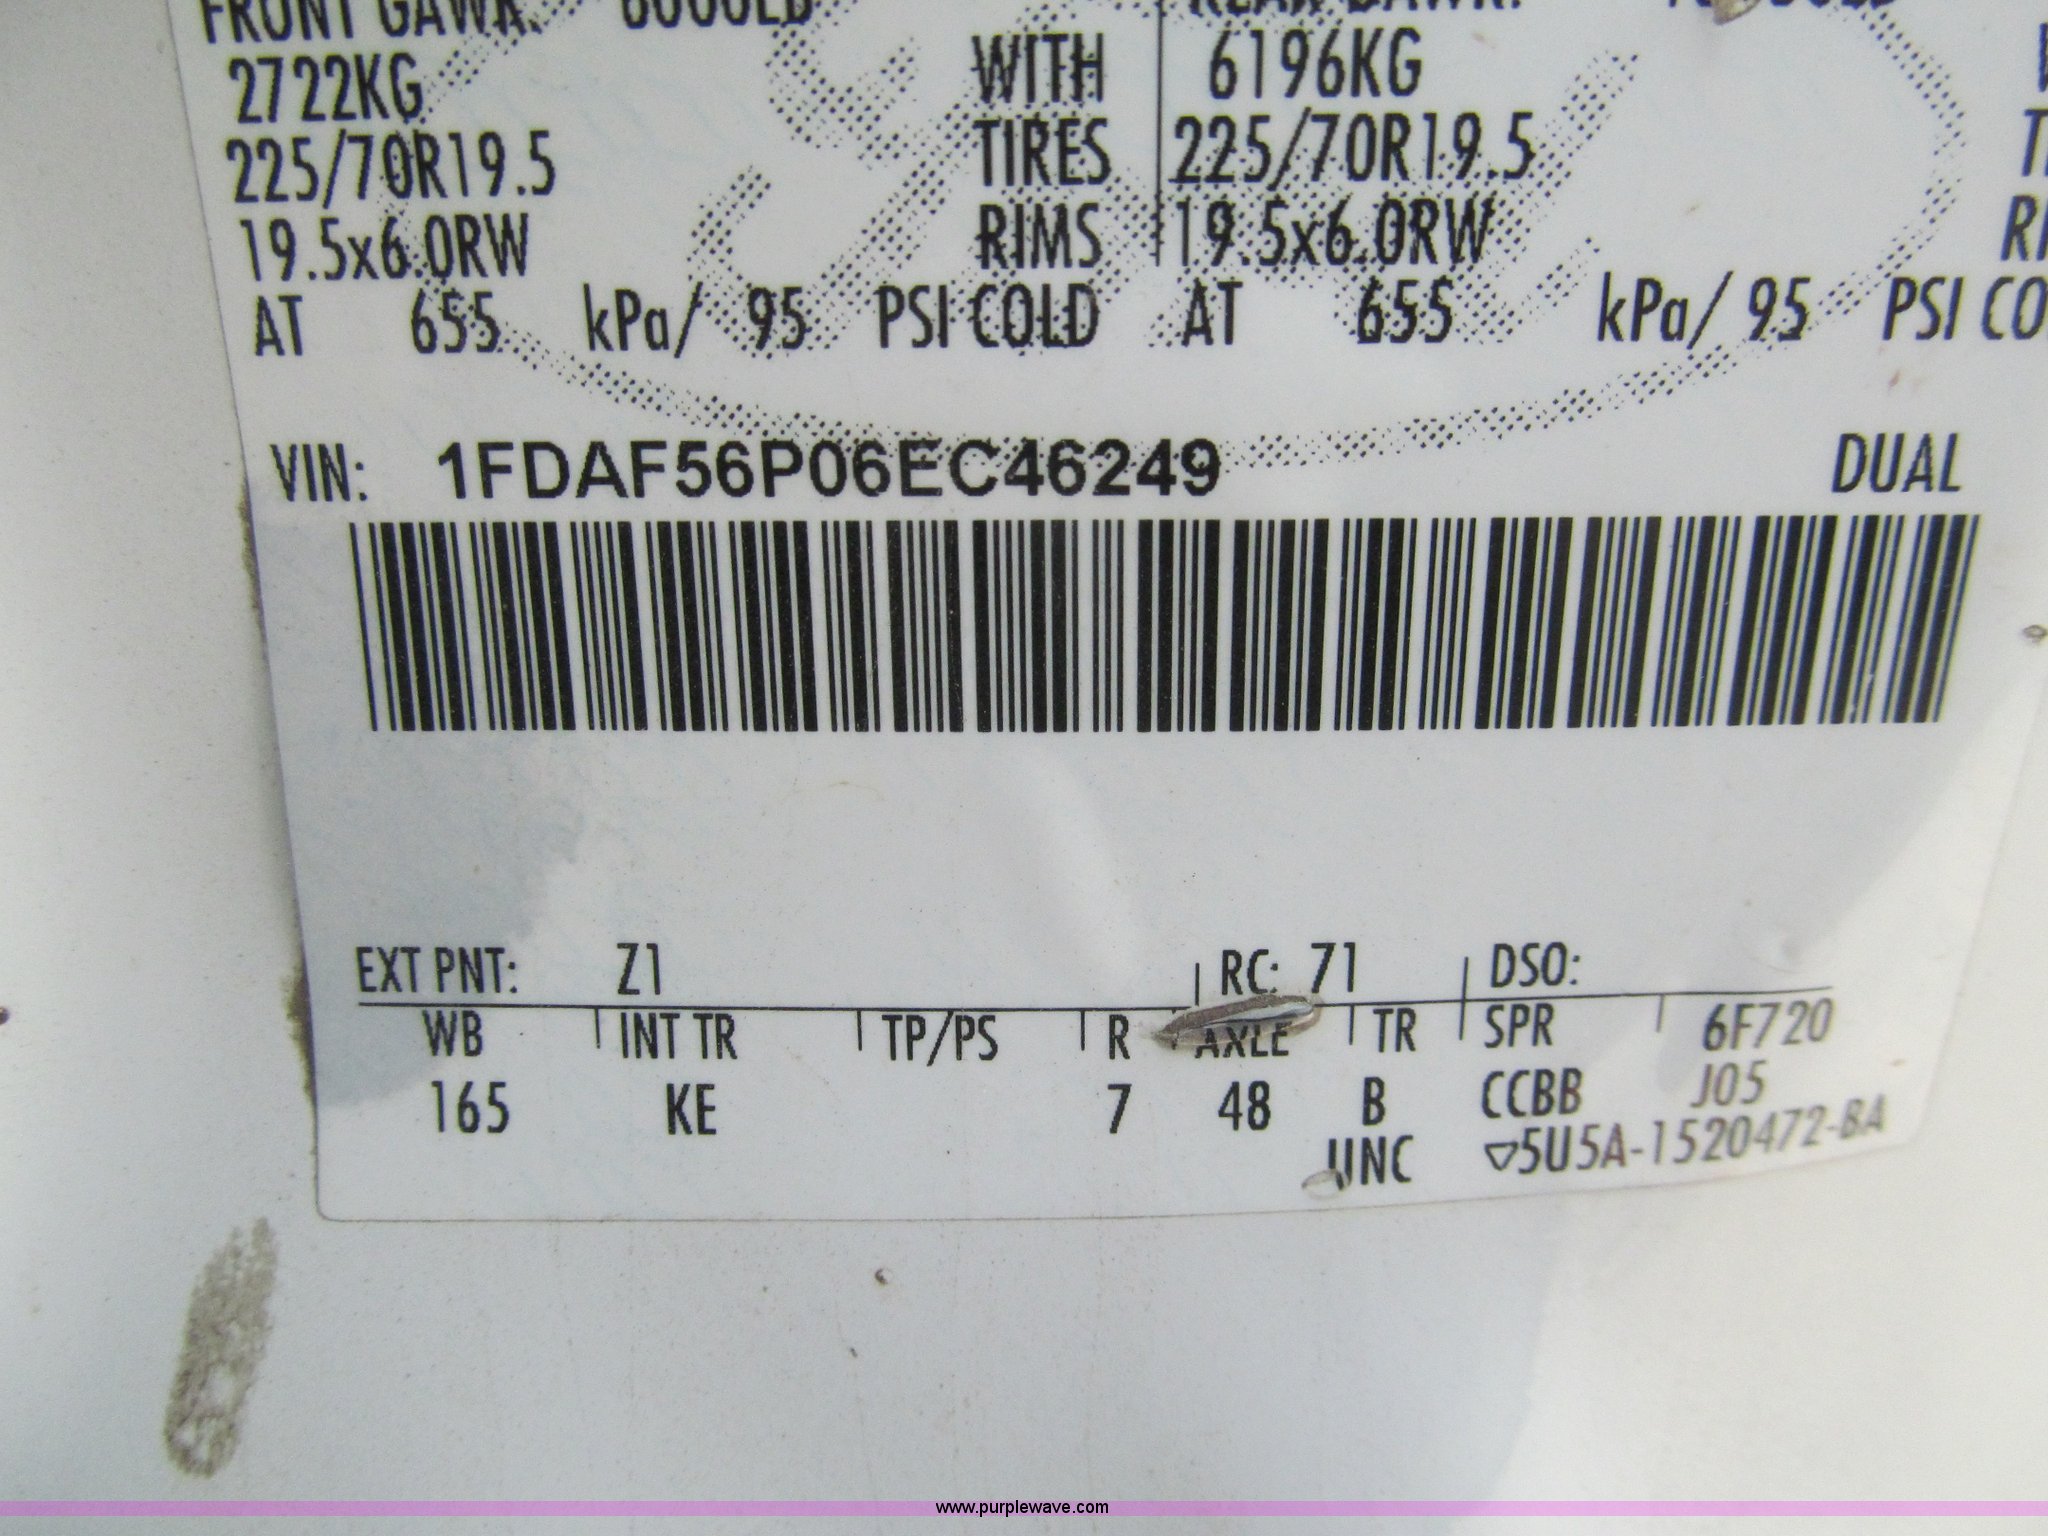 FRONT GAWR: 6000LB REAR GAWR:
2722KG WITH 6196KG
225/70R19.5 TIRES 225/70R19.5
19.5x6.0RW RIMS 19.5x6.0RW
AT 655 kPa/ 95 PSI COLD AT 655 kPa/ 95 PSI CO
VIN: 1FDAF56P06EC46249 DUAL
EXT PNT: Z1 RC: 71 DSO:
WB INT TR TP/PS R AXLE TR SPR 6F720
165 KE 7 48 B CCBB J05
UNC ▽5U5A-1520472-BA
www.purplewave.com